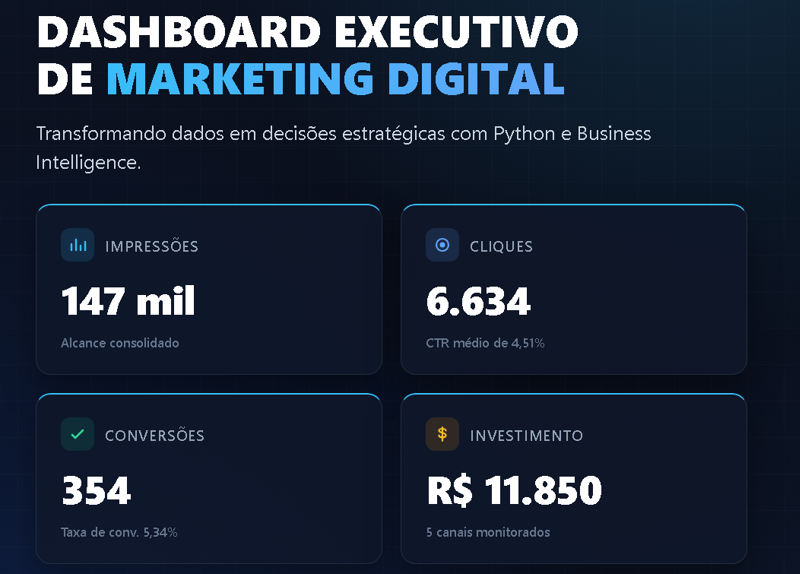 DASHBOARD EXECUTIVO
DE MARKETING DIGITAL
Transformando dados em decisões estratégicas com Python e Business
Intelligence.
IMPRESSÕES
147 mil
Alcance consolidado
CLIQUES
6.634
CTR médio de 4,51%
CONVERSÕES
354
Taxa de conv. 5,34%
$ INVESTIMENTO
R$ 11.850
5 canais monitorados